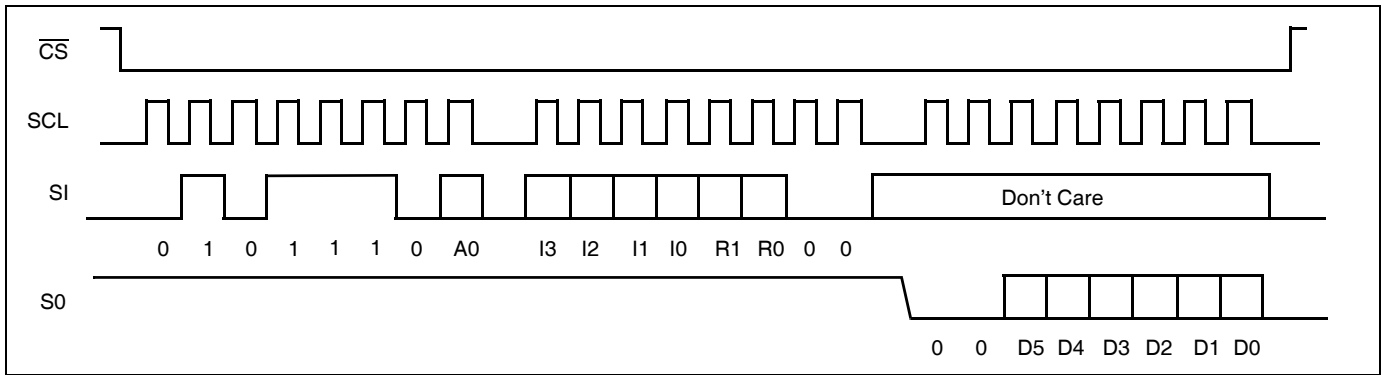 CS
SCL
SI
Don't Care
0 1 0 1 1 1 0 A0 I3 I2 I1 I0 R1 R0 0 0
S0
0 0 D5 D4 D3 D2 D1 D0